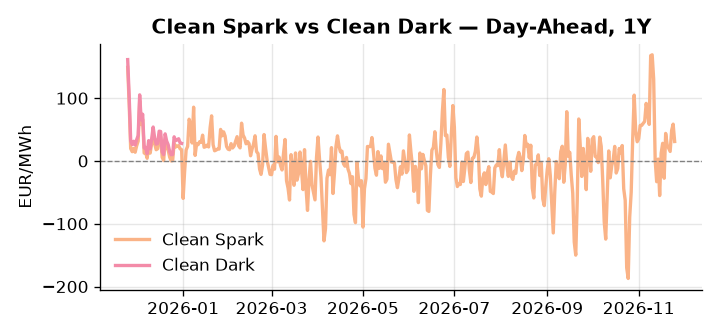 Clean Spark vs Clean Dark — Day-Ahead, 1Y
EUR/MWh
100
0
−100
−200
Clean Spark
Clean Dark
2026-01 2026-03 2026-05 2026-07 2026-09 2026-11